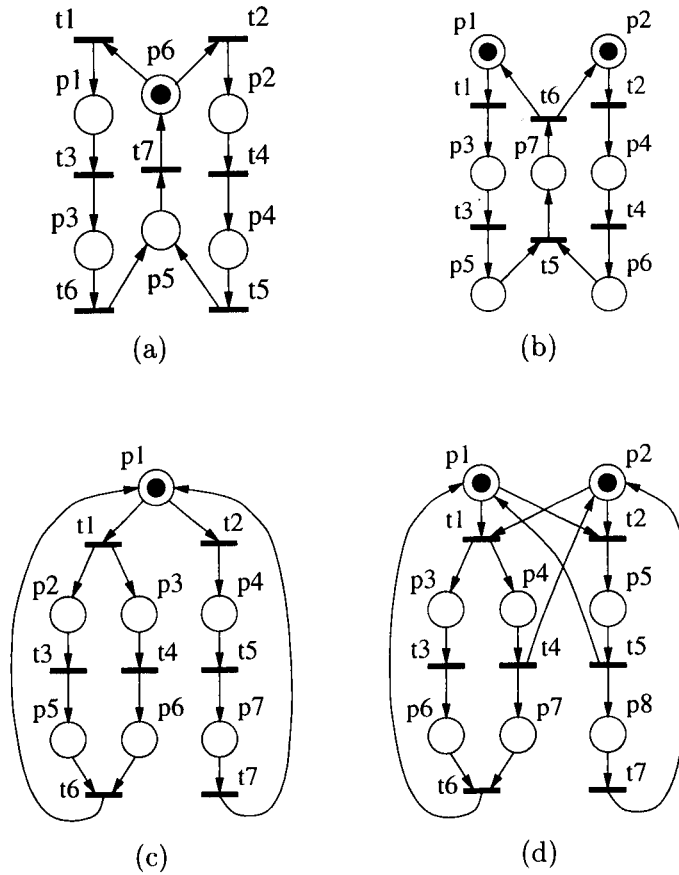 t1 p6 t2
p1 p2
t3 t7 t4
p3 p4
t6 p5 t5
(a)
p1 p2
t1 t6 t2
p3 p7 p4
t3 t4
p5 t5 p6
(b)
p1
t1 t2
p2 p3 p4
t3 t4 t5
p5 p6 p7
t6 t7
(c)
p1 p2
t1 t2
p3 p4 p5
t3 t4 t5
p6 p7 p8
t6 t7
(d)